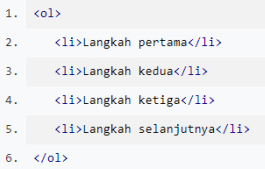 1. <ol>
2. <li>Langkah pertama</li>
3. <li>Langkah kedua</li>
4. <li>Langkah ketiga</li>
5. <li>Langkah selanjutnya</li>
6. </ol>